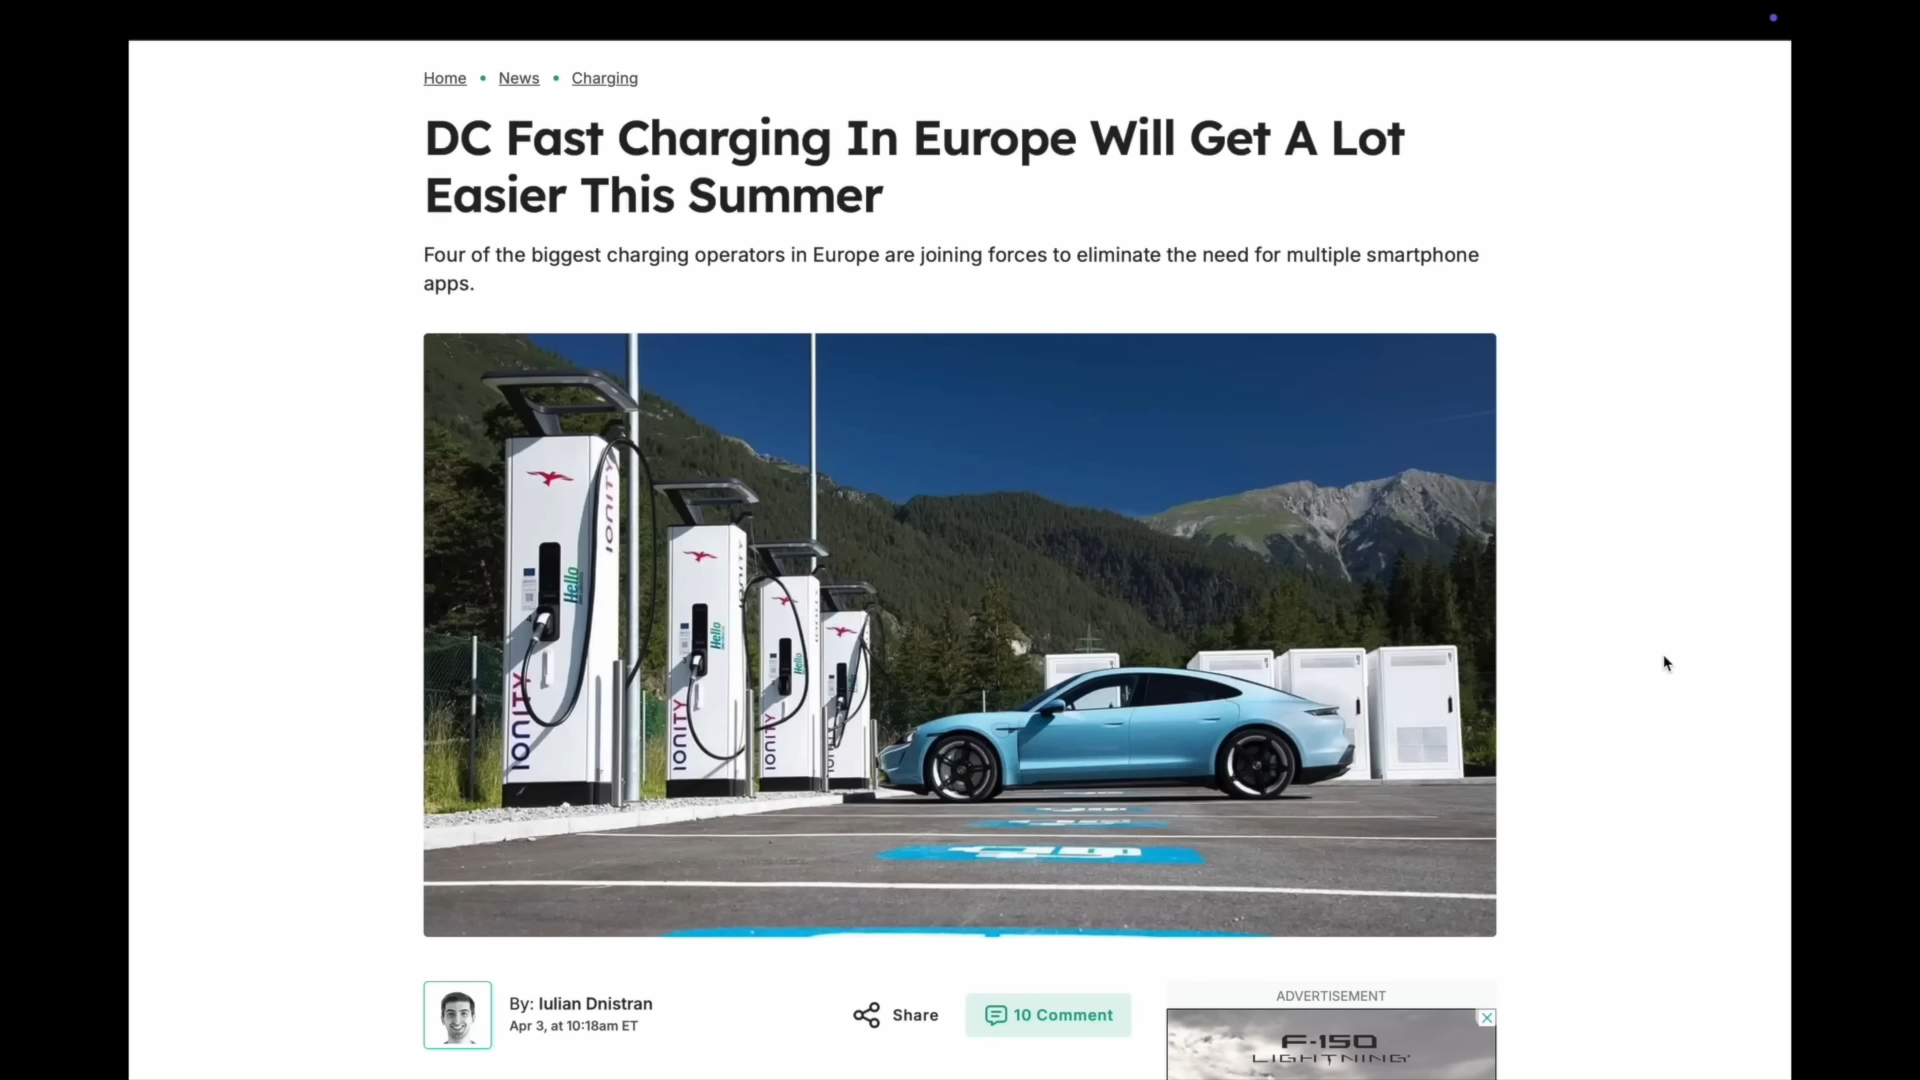 Home • News • Charging
DC Fast Charging In Europe Will Get A Lot
Easier This Summer
Four of the biggest charging operators in Europe are joining forces to eliminate the need for multiple smartphone
apps.
IONITY
Hello
IONITY
IONITY
Hello
IONITY
Hello
IONITY
By: Iulian Dnistran
Apr 3, at 10:18am ET
Share
10 Comment
ADVERTISEMENT
F-150
LIGHTNING